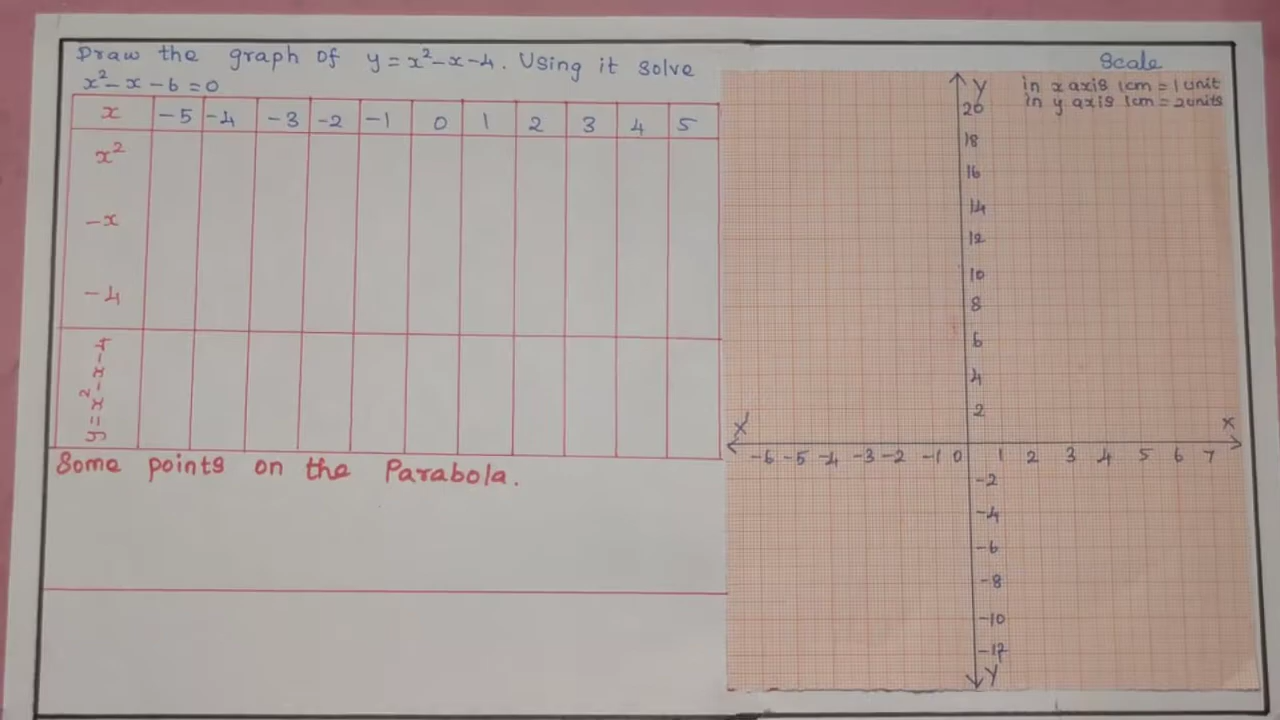 Draw the graph of y = x² - x - 4. Using it solve
x² - x - 6 = 0
x -5 -4 -3 -2 -1 0 1 2 3 4 5
x²
-x
-4
y = x² - x - 4
Some points on the Parabola.
Scale
in x axis 1cm = 1 unit
in y axis 1cm = 2 units
Y
20
18
16
14
12
10
8
6
4
2
X' X
-6 -5 -4 -3 -2 -1 0 1 2 3 4 5 6 7
-2
-4
-6
-8
-10
-12
Y